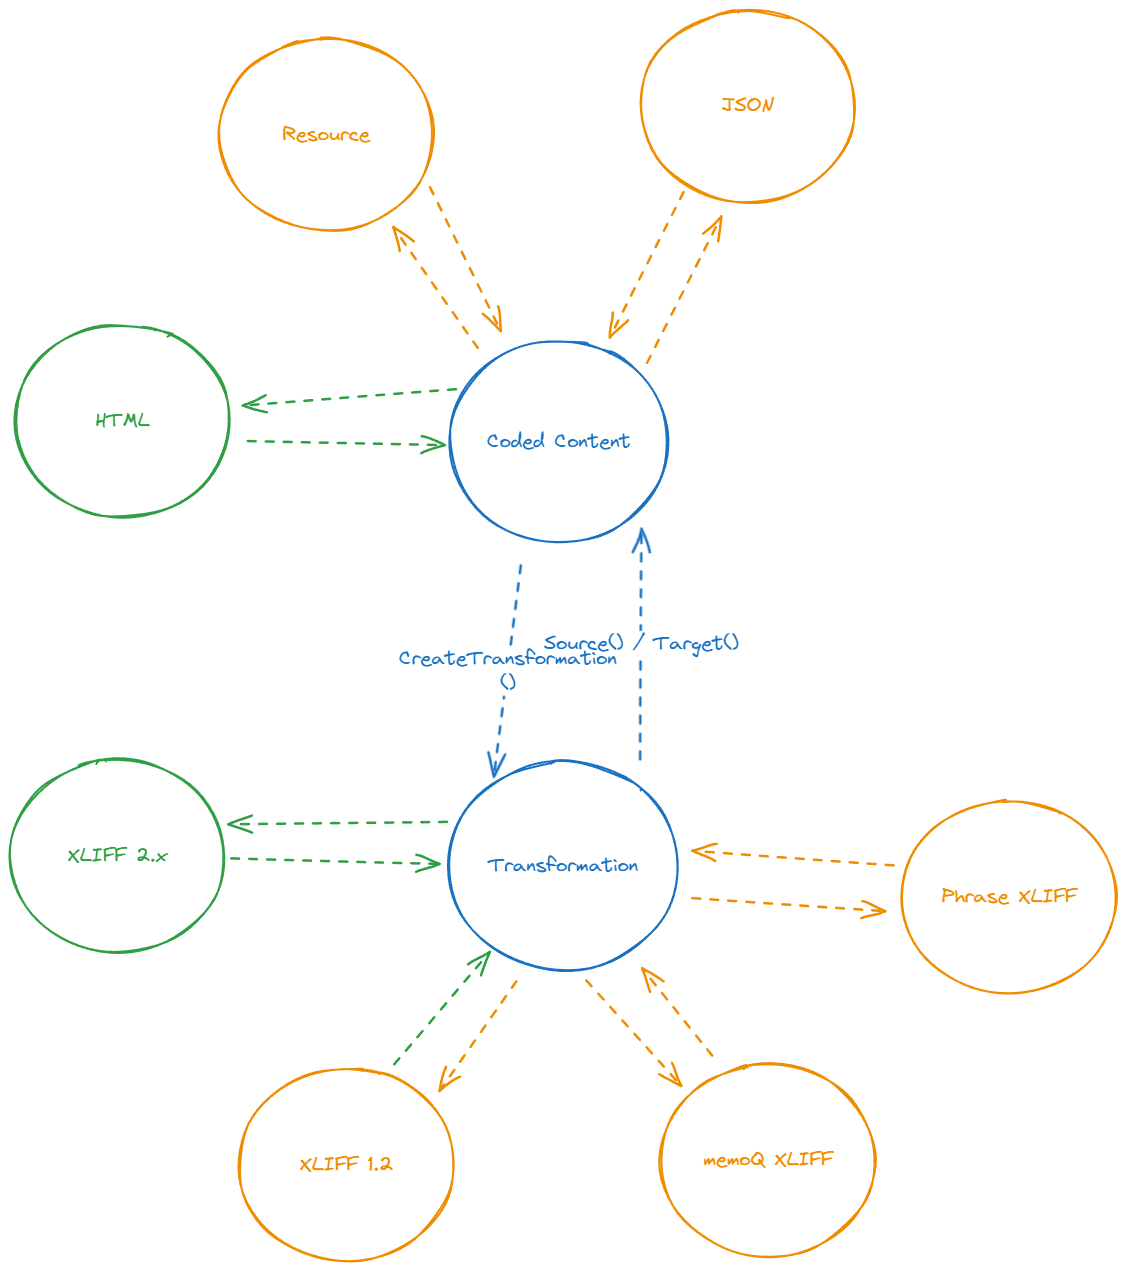 JSON
Resource
HTML
Coded Content
Source() / Target()
CreateTransformation
()
XLIFF 2.x
Transformation
Phrase XLIFF
XLIFF 1.2
memoQ XLIFF